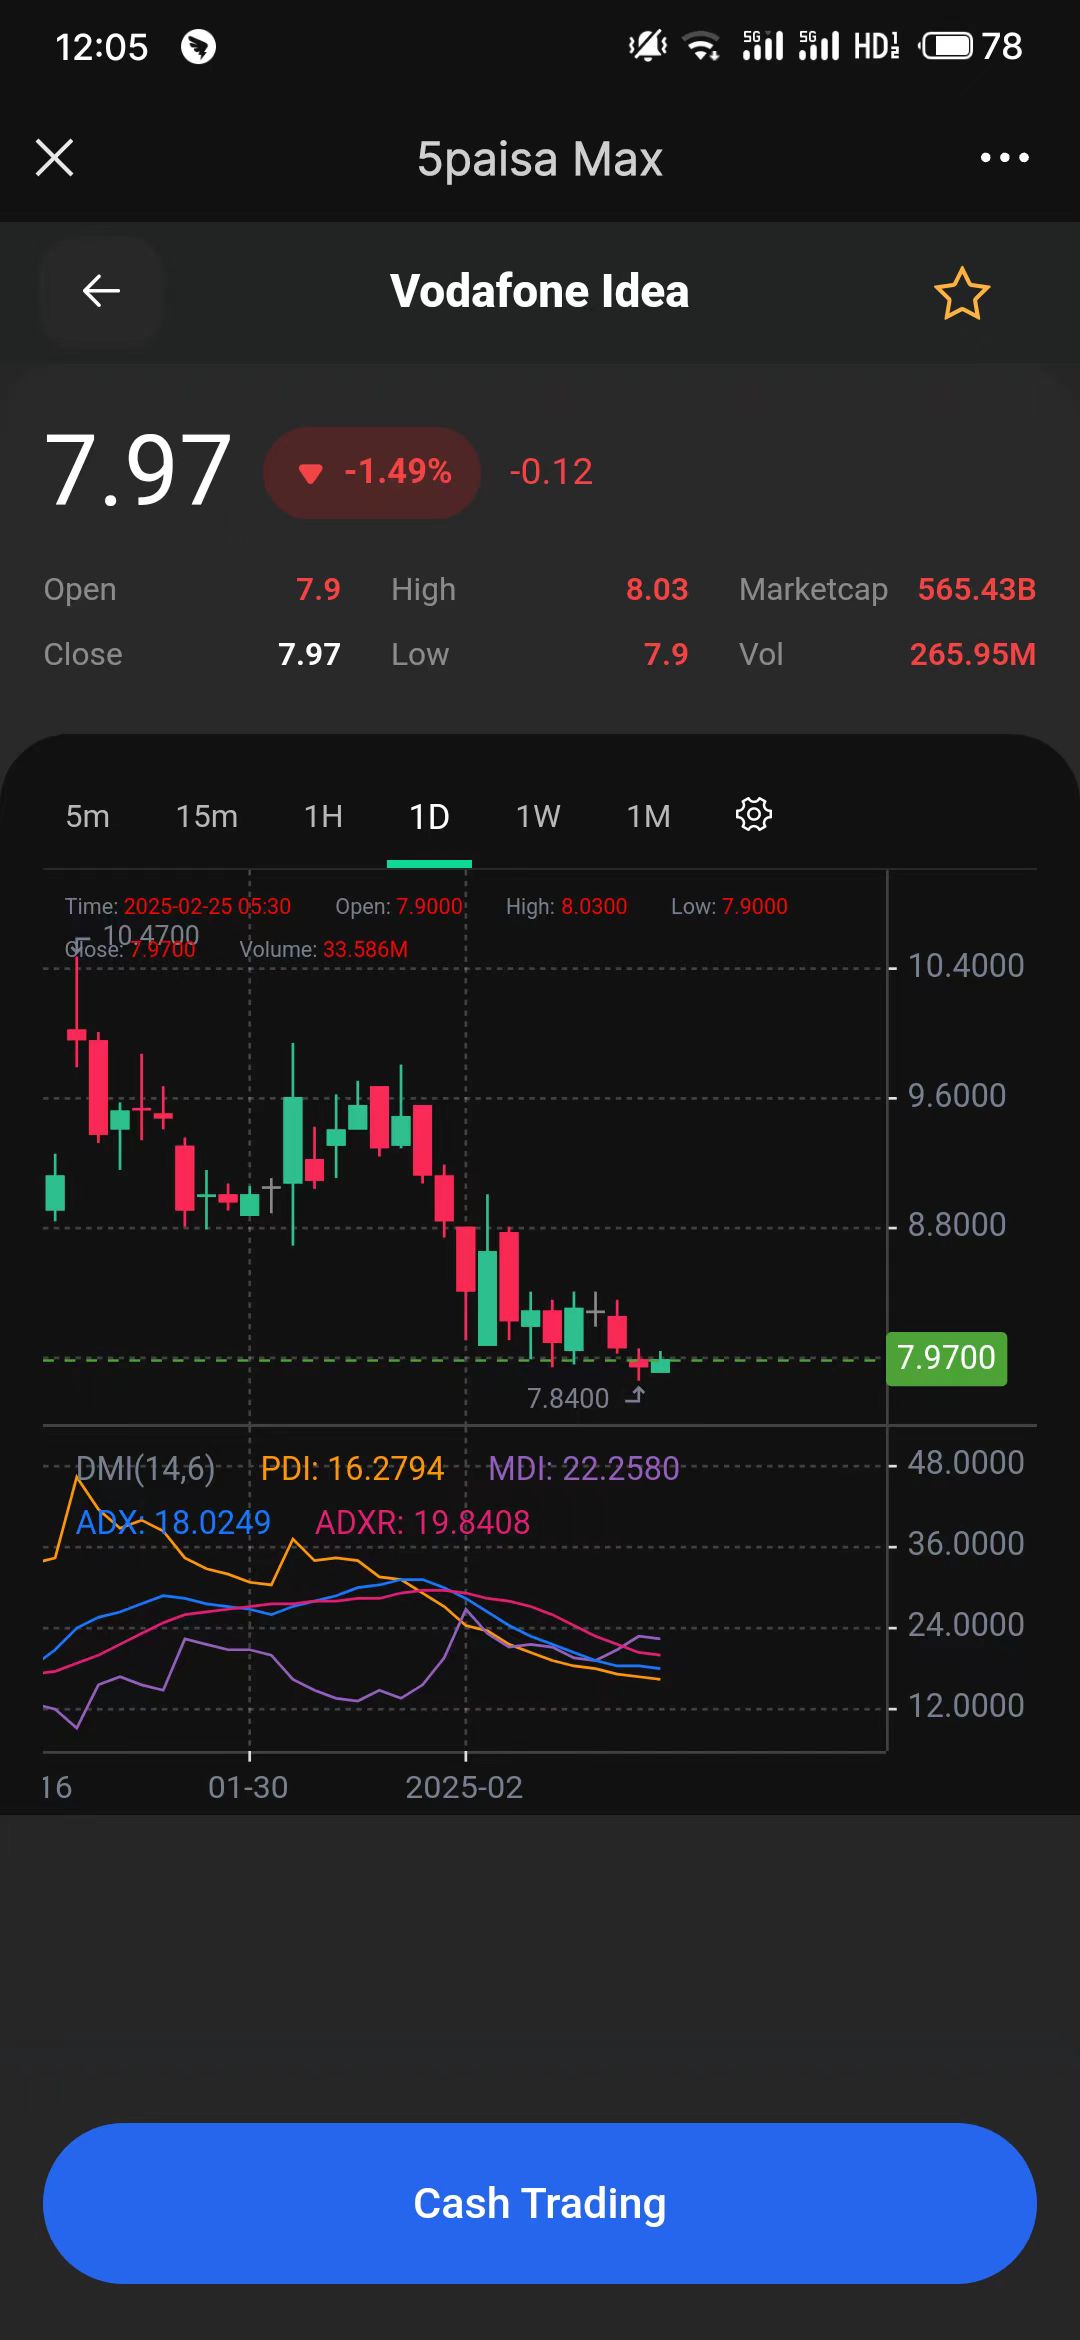 12:05 5G 5G HD 1 2 78
5paisa Max
Vodafone Idea
7.97 -1.49% -0.12
Open 7.9 High 8.03 Marketcap 565.43B
Close 7.97 Low 7.9 Vol 265.95M
5m 15m 1H 1D 1W 1M
Time: 2025-02-25 05:30 Open: 7.9000 High: 8.0300 Low: 7.9000
10.4700
Close: 7.9700 Volume: 33.586M
10.4000
9.6000
8.8000
7.9700
7.8400
DMI(14,6) PDI: 16.2794 MDI: 22.2580 48.0000
ADX: 18.0249 ADXR: 19.8408
36.0000
24.0000
12.0000
16 01-30 2025-02
Cash Trading